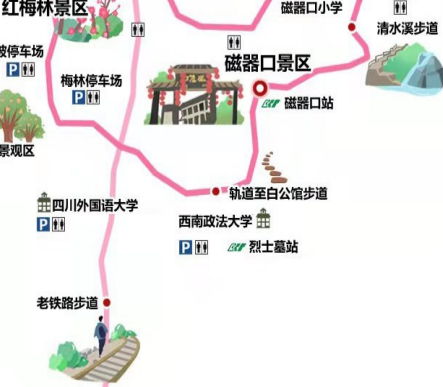 红梅林景区
磁器口小学
清水溪步道
坡停车场
P
梅林停车场
P
磁器口景区
磁器口站
景观区
轨道至白公馆步道
四川外国语大学
P
西南政法大学
P
烈士墓站
老铁路步道